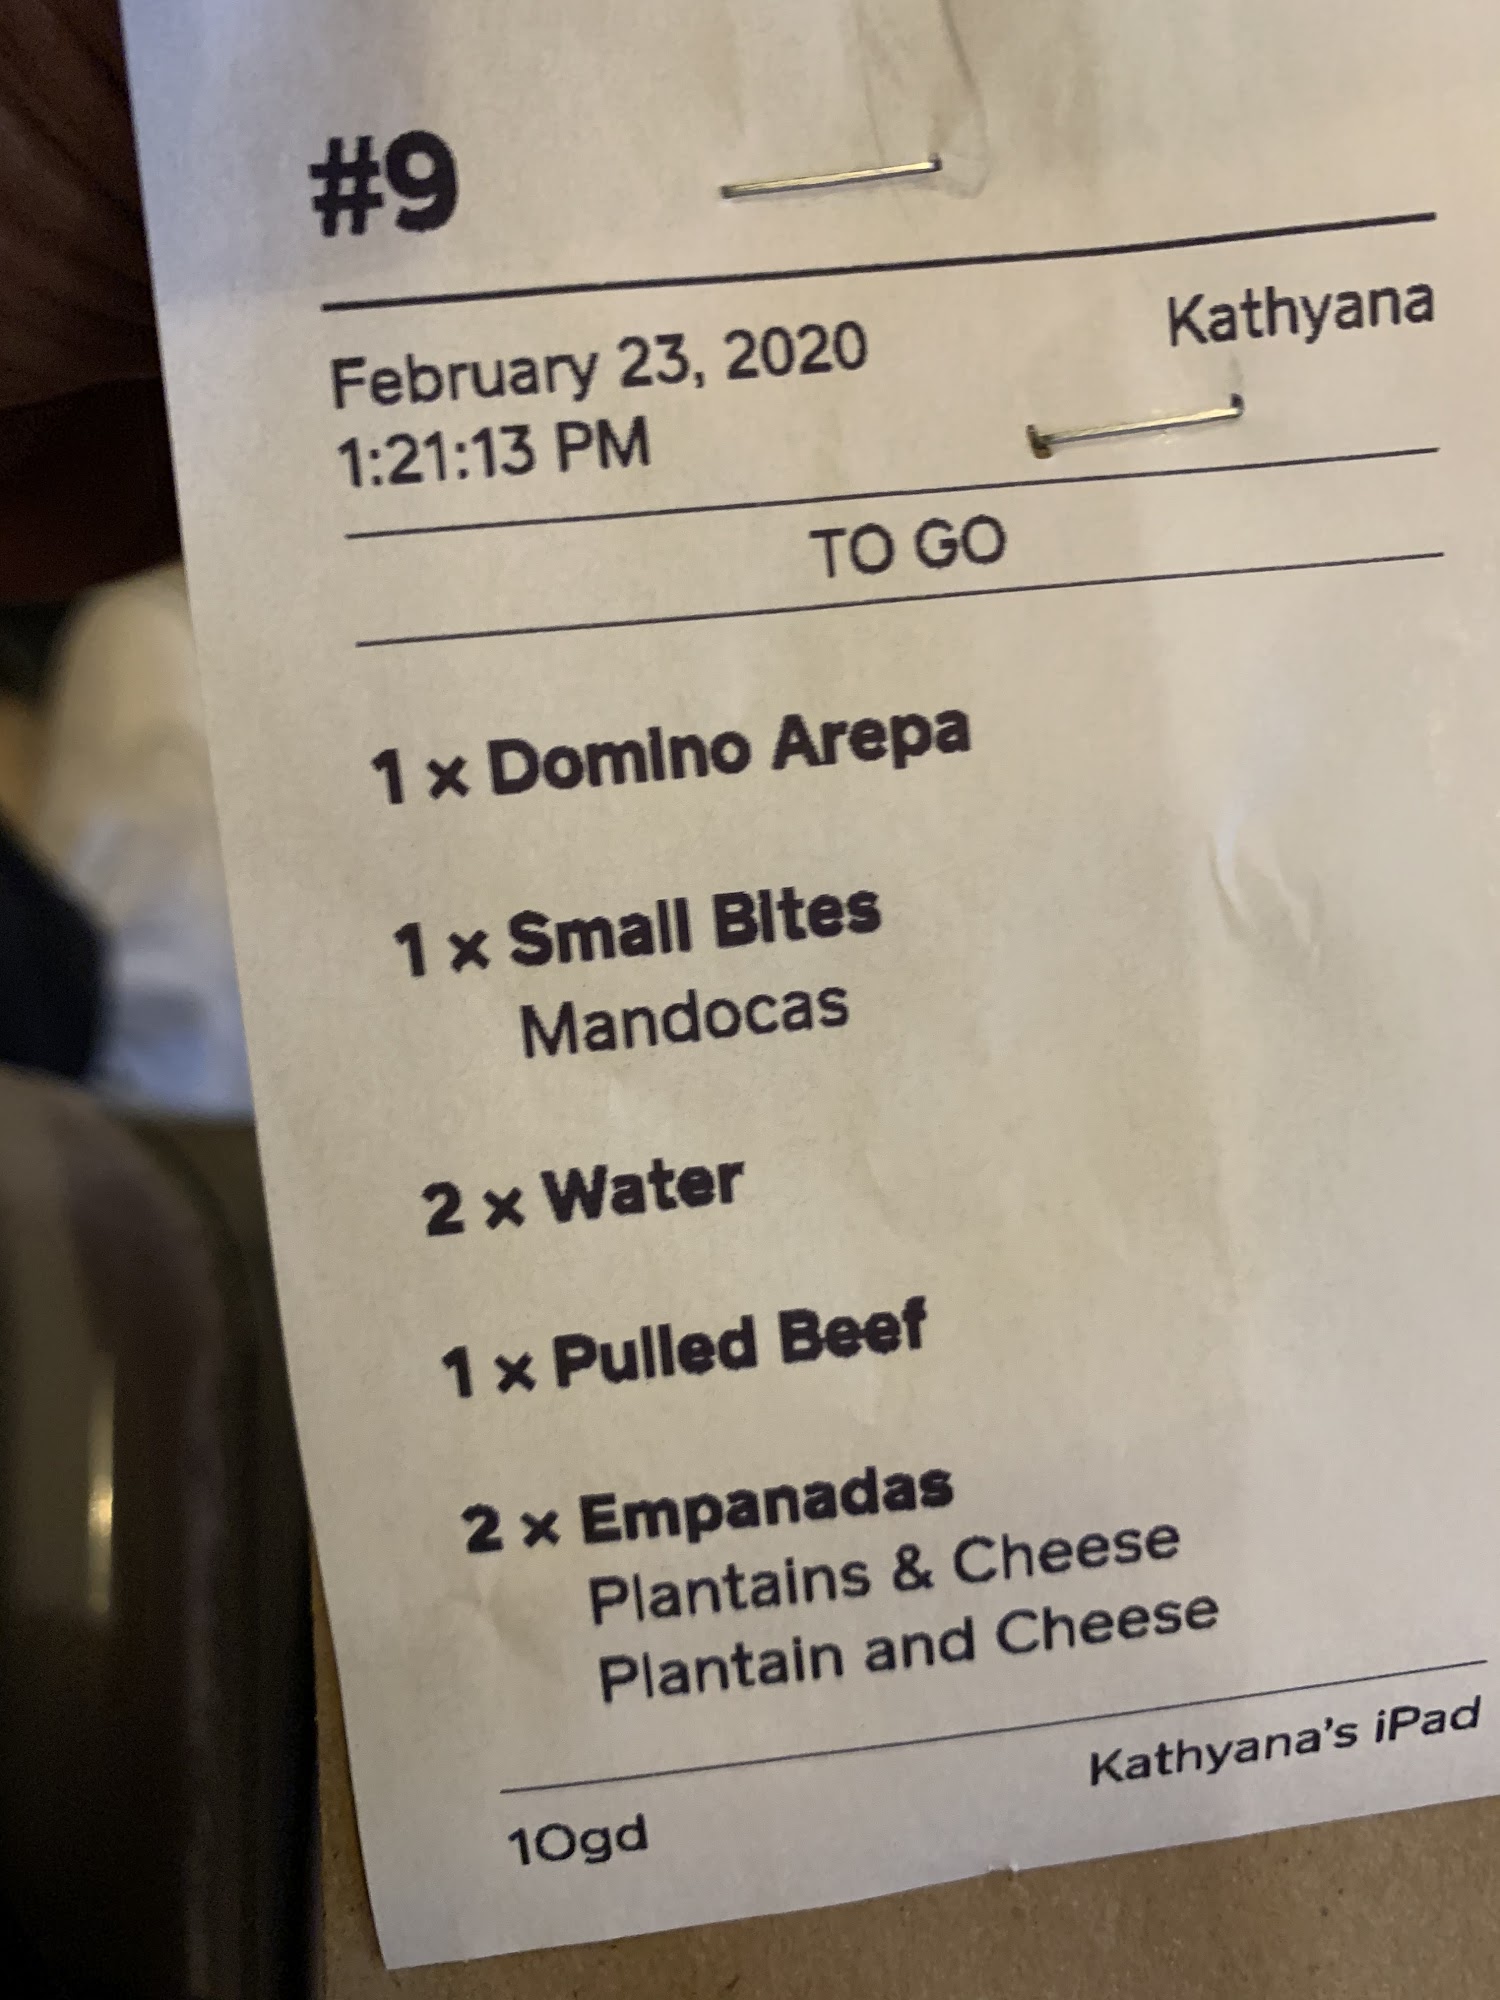 #9
February 23, 2020
Kathyana
1:21:13 PM
TO GO
1 x Domino Arepa
1 x Small Bites
Mandocas
2 x Water
1 x Pulled Beef
2 x Empanadas
Plantains & Cheese
Plantain and Cheese
Kathyana's iPad
1Ogd